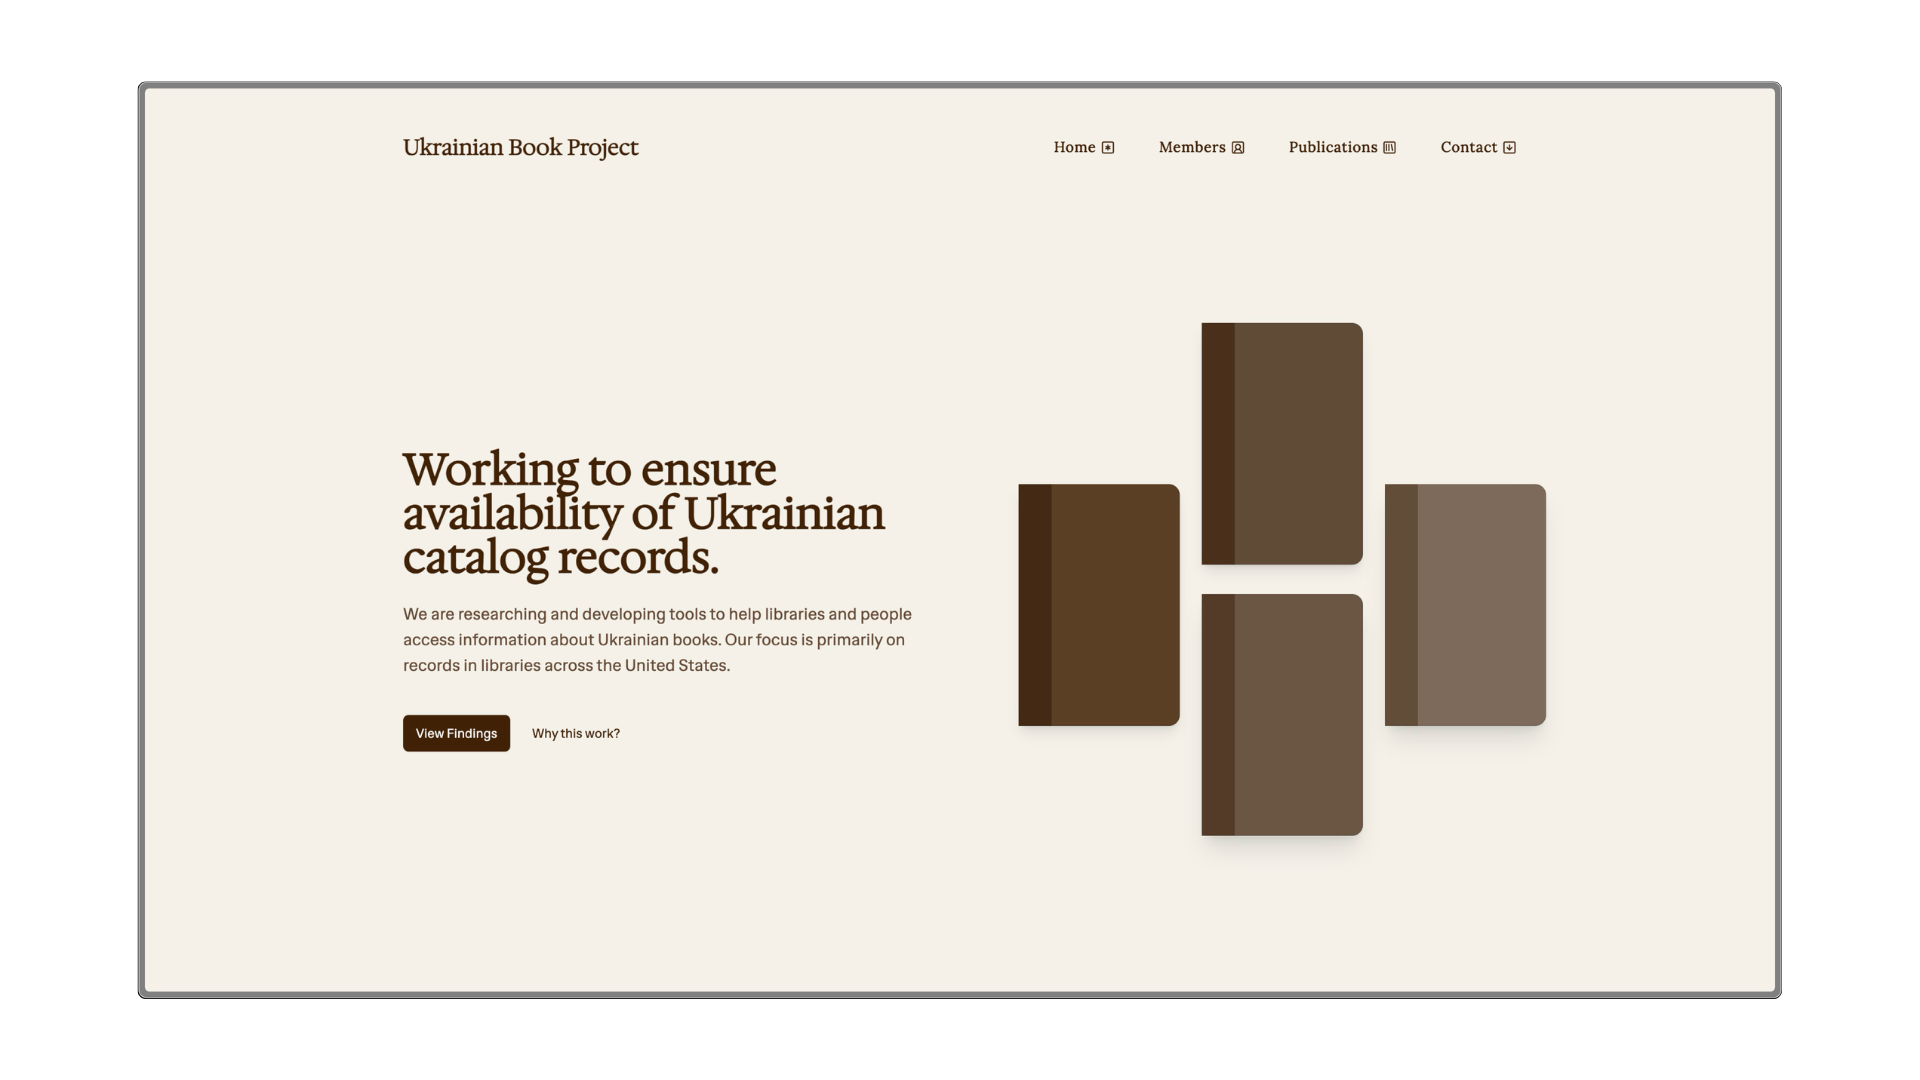 Ukrainian Book Project
Home
Members
Publications
Contact
Working to ensure
availability of Ukrainian
catalog records.
We are researching and developing tools to help libraries and people
access information about Ukrainian books. Our focus is primarily on
records in libraries across the United States.
View Findings
Why this work?